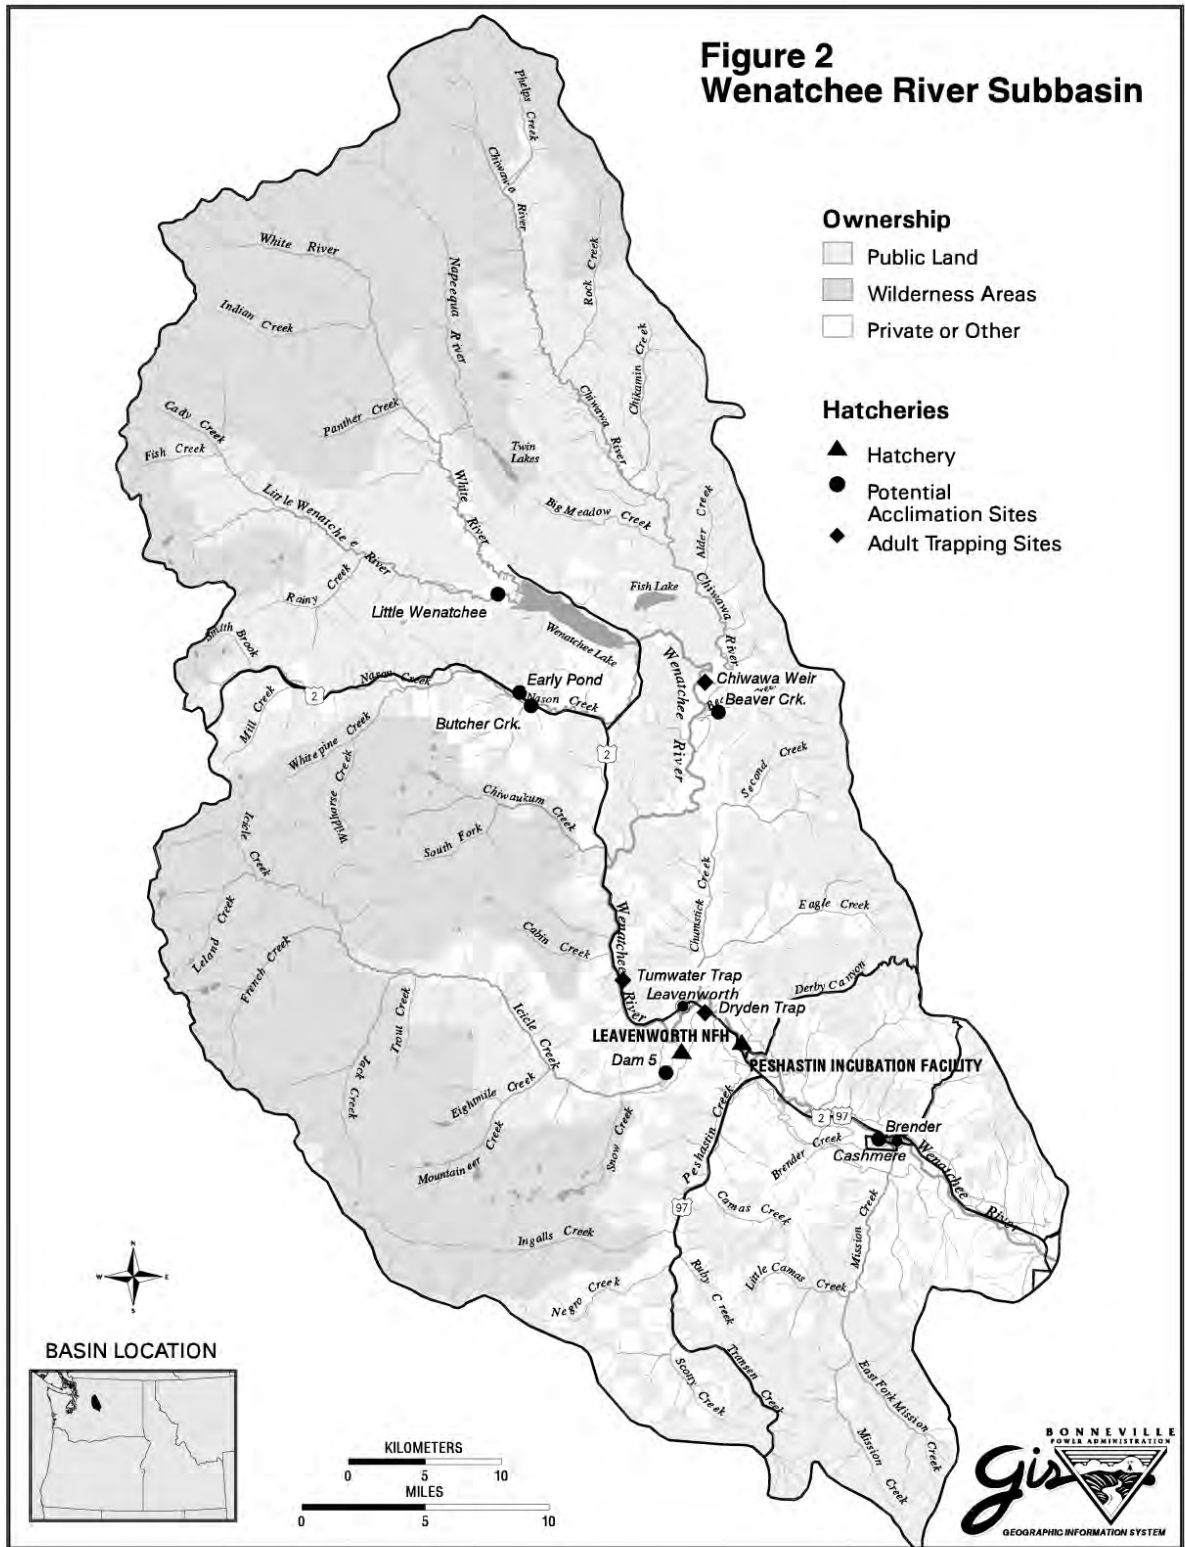 Figure 2
Wenatchee River Subbasin
Ownership
Public Land
Wilderness Areas
Private or Other
Hatcheries
Hatchery
Potential
Acclimation Sites
Adult Trapping Sites
Phelps Creek
Chiwawa River
White River
Napeequa River
Rock Creek
Indian Creek
Chikamin Creek
Cady Creek
Panther Creek
Chiwawa River
Fish Creek
Twin
Lakes
White River
Little Wenatchee River
Big Meadow Creek
Alder Creek
Rainy Creek
Fish Lake
Chiwawa River
Little Wenatchee
Smith Brook
Wenatchee Lake
Wenatchee River
Nason Creek
Early Pond
Nason Creek
Chiwawa Weir
Beaver Crk.
2
Mill Creek
Butcher Crk.
Whitepine Creek
2
Second Creek
Wildhorse Creek
Chiwaukum Creek
South Fork
Icicle Creek
Chumstick Creek
Eagle Creek
Leland Creek
French Creek
Cabin Creek
Wenatchee River
Tumwater Trap
Derby Canyon
Leavenworth
Dryden Trap
Trout Creek
Icicle Creek
LEAVENWORTH NFH
Dam 5
PESHASTIN INCUBATION FACILITY
Jack Creek
Eightmile Creek
Peshastin Creek
2 97
Mountaineer Creek
Snow Creek
Brender Creek
Brender
Cashmere
Wenatchee River
97
Camas Creek
Mission Creek
Ingalls Creek
Ruby Creek
Little Camas Creek
Negro Creek
N
W E
S
Transen Creek
Scotty Creek
East Fork Mission Creek
Mission Creek
BASIN LOCATION
KILOMETERS
0 5 10
MILES
0 5 10
BONNEVILLE
POWER ADMINISTRATION
gis
GEOGRAPHIC INFORMATION SYSTEM